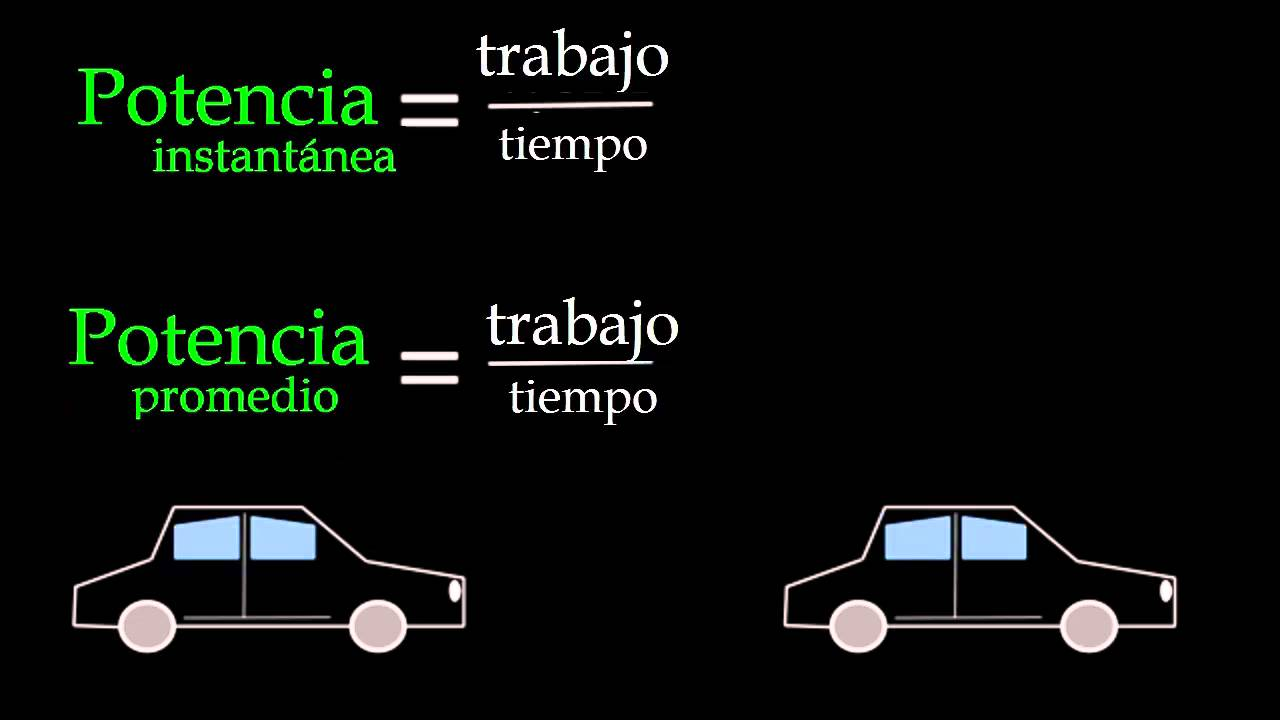 trabajo
Potencia =
instantánea
tiempo
trabajo
Potencia =
promedio
tiempo